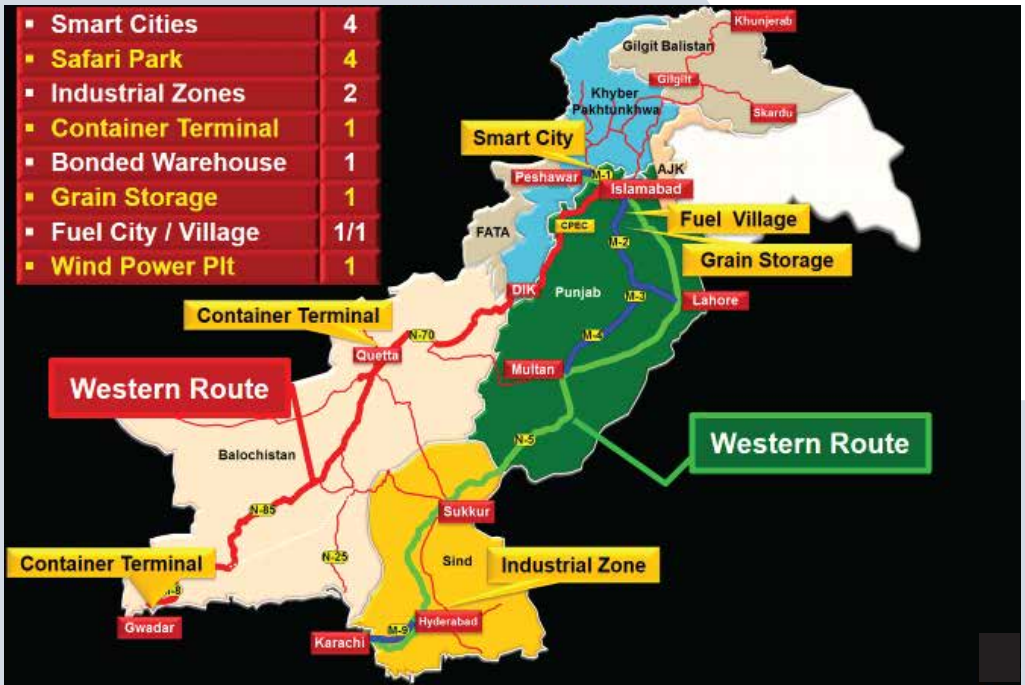 ▪ Smart Cities 4
▪ Safari Park 4
▪ Industrial Zones 2
▪ Container Terminal 1
▪ Bonded Warehouse 1
▪ Grain Storage 1
▪ Fuel City / Village 1/1
▪ Wind Power Plt 1
Khunjerab
Gilgit Balistan
Gilgilt
Skardu
Khyber
Pakhtunkhwa
Smart City
Peshawar
M-1
AJK
Islamabad
FATA
CPEC
Fuel Village
M-2
Grain Storage
DIK
Punjab
M-3
Lahore
Container Terminal
N-70
M-4
Quetta
Multan
Western Route
Western Route
N-5
Balochistan
N-85
Sukkur
Container Terminal
N-25
Sind
Industrial Zone
M-8
Gwadar
Hyderabad
M-9
Karachi